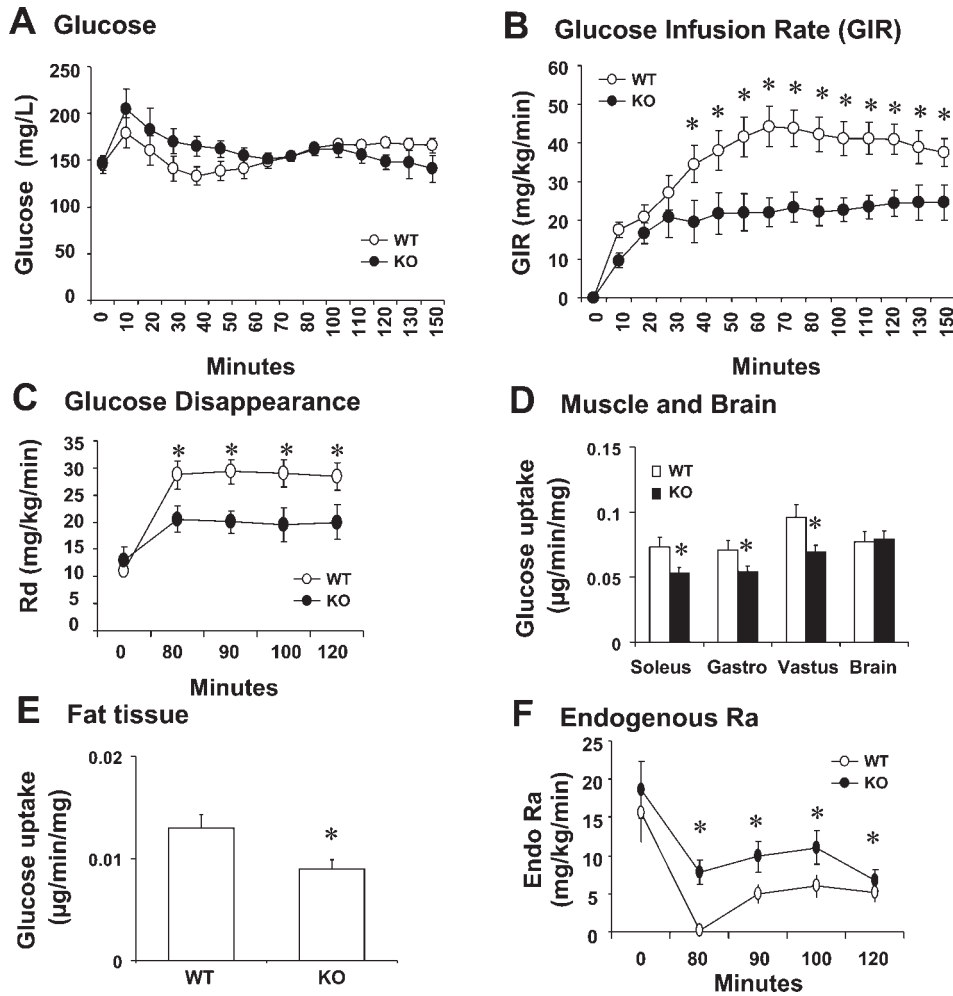 A Glucose
Glucose (mg/L)
250
200
150
100
50
0
WT
KO
0 10 20 30 40 50 60 70 80 100 110 120 130 150
Minutes
B Glucose Infusion Rate (GIR)
GIR (mg/kg/min)
60
50
40
30
20
10
0
WT
KO
* * * * * * * * * *
0 10 20 30 40 50 60 70 80 100 110 120 130 150
Minutes
C Glucose Disappearance
Rd (mg/kg/min)
35
30
25
20
15
10
5
0
* * * *
WT
KO
0 80 90 100 120
Minutes
D Muscle and Brain
Glucose uptake
(µg/min/mg)
0.15
0.1
0.05
0
WT
KO
* * *
Soleus Gastro Vastus Brain
E Fat tissue
Glucose uptake
(µg/min/mg)
0.02
0.01
0
*
WT KO
F Endogenous Ra
Endo Ra
(mg/kg/min)
25
20
15
10
5
0
WT
KO
* * * *
0 80 90 100 120
Minutes